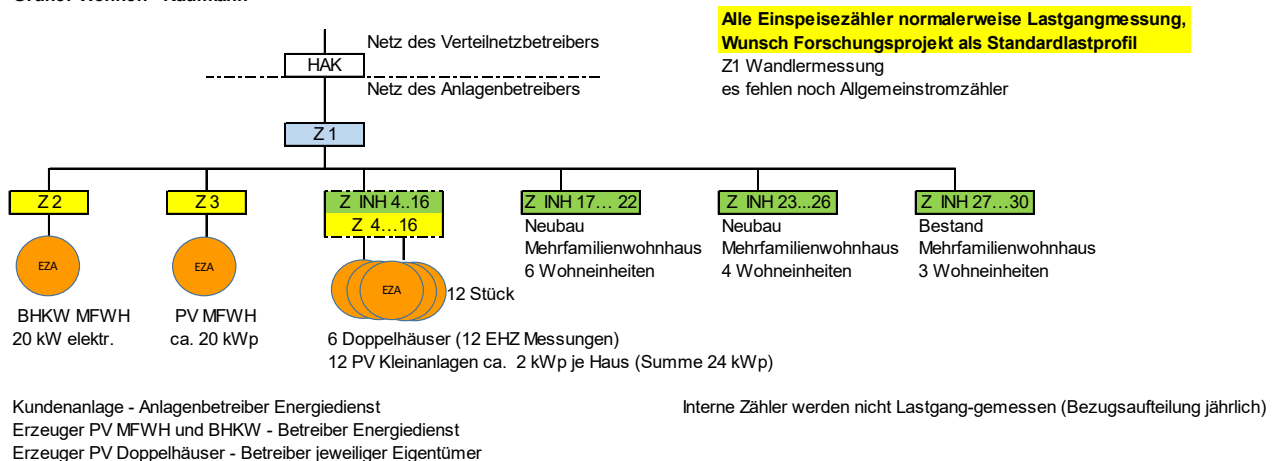 Alle Einspeisezähler normalerweise Lastgangmessung,
Wunsch Forschungsprojekt als Standardlastprofil
Z1 Wandlermessung
es fehlen noch Allgemeinstromzähler
Netz des Verteilnetzbetreibers
HAK
Netz des Anlagenbetreibers
Z 1
Z 2
Z 3
Z INH 4..16
Z 4…16
Z INH 17… 22
Z INH 23...26
Z INH 27…30
Neubau
Mehrfamilienwohnhaus
6 Wohneinheiten
Neubau
Mehrfamilienwohnhaus
4 Wohneinheiten
Bestand
Mehrfamilienwohnhaus
3 Wohneinheiten
EZA
EZA
EZA
12 Stück
BHKW MFWH
20 kW elektr.
PV MFWH
ca. 20 kWp
6 Doppelhäuser (12 EHZ Messungen)
12 PV Kleinanlagen ca. 2 kWp je Haus (Summe 24 kWp)
Kundenanlage - Anlagenbetreiber Energiedienst
Erzeuger PV MFWH und BHKW - Betreiber Energiedienst
Erzeuger PV Doppelhäuser - Betreiber jeweiliger Eigentümer
Interne Zähler werden nicht Lastgang-gemessen (Bezugsaufteilung jährlich)